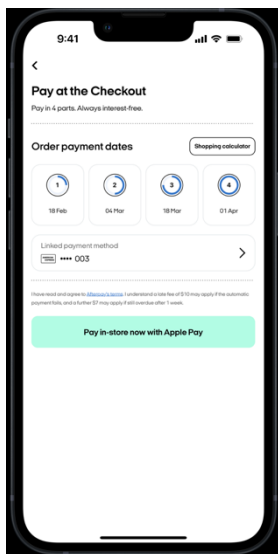 9:41
Pay at the Checkout
Pay in 4 parts. Always interest-free.
Order payment dates
Shopping calculator
1
2
3
4
18 Feb
04 Mar
18 Mar
01 Apr
Linked payment method
•••• 003
I have read and agree to Afterpay's terms. I understand a late fee of $10 may apply if the automatic
payment fails, and a further $7 may apply if still overdue after 1 week.
Pay in-store now with Apple Pay